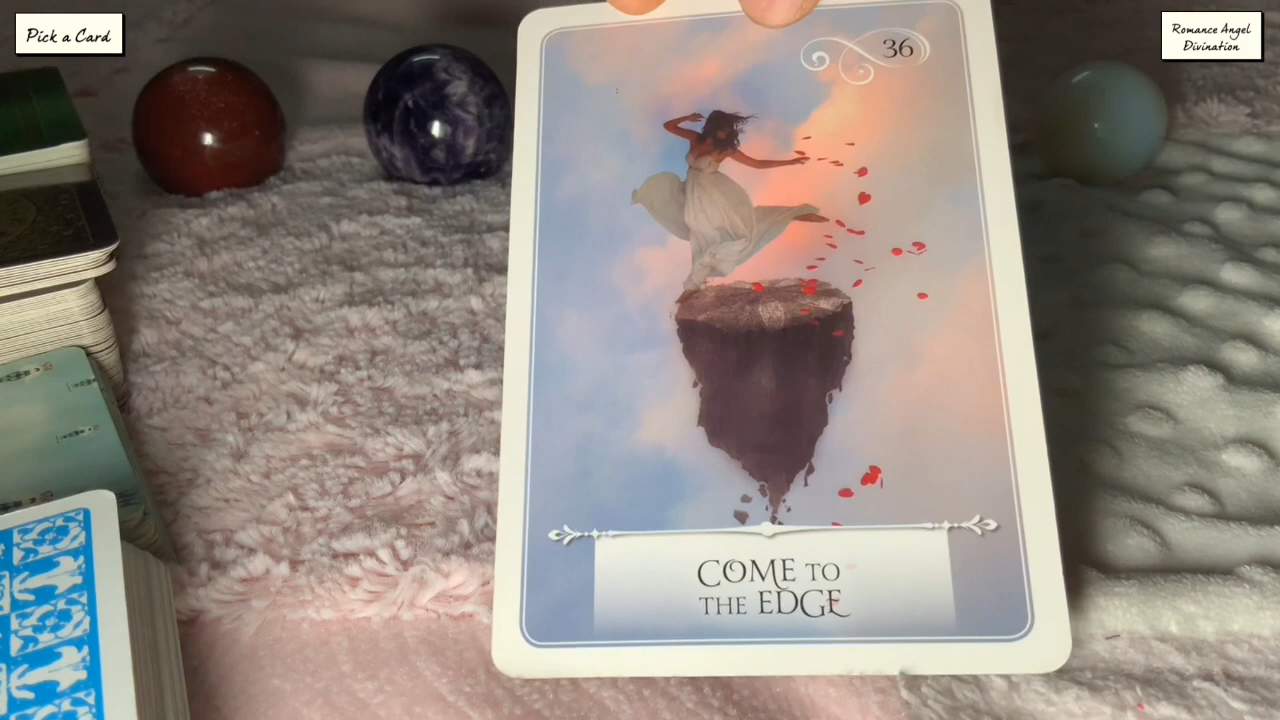 Pick a Card
Romance Angel
Divination
36
COME TO
THE EDGE